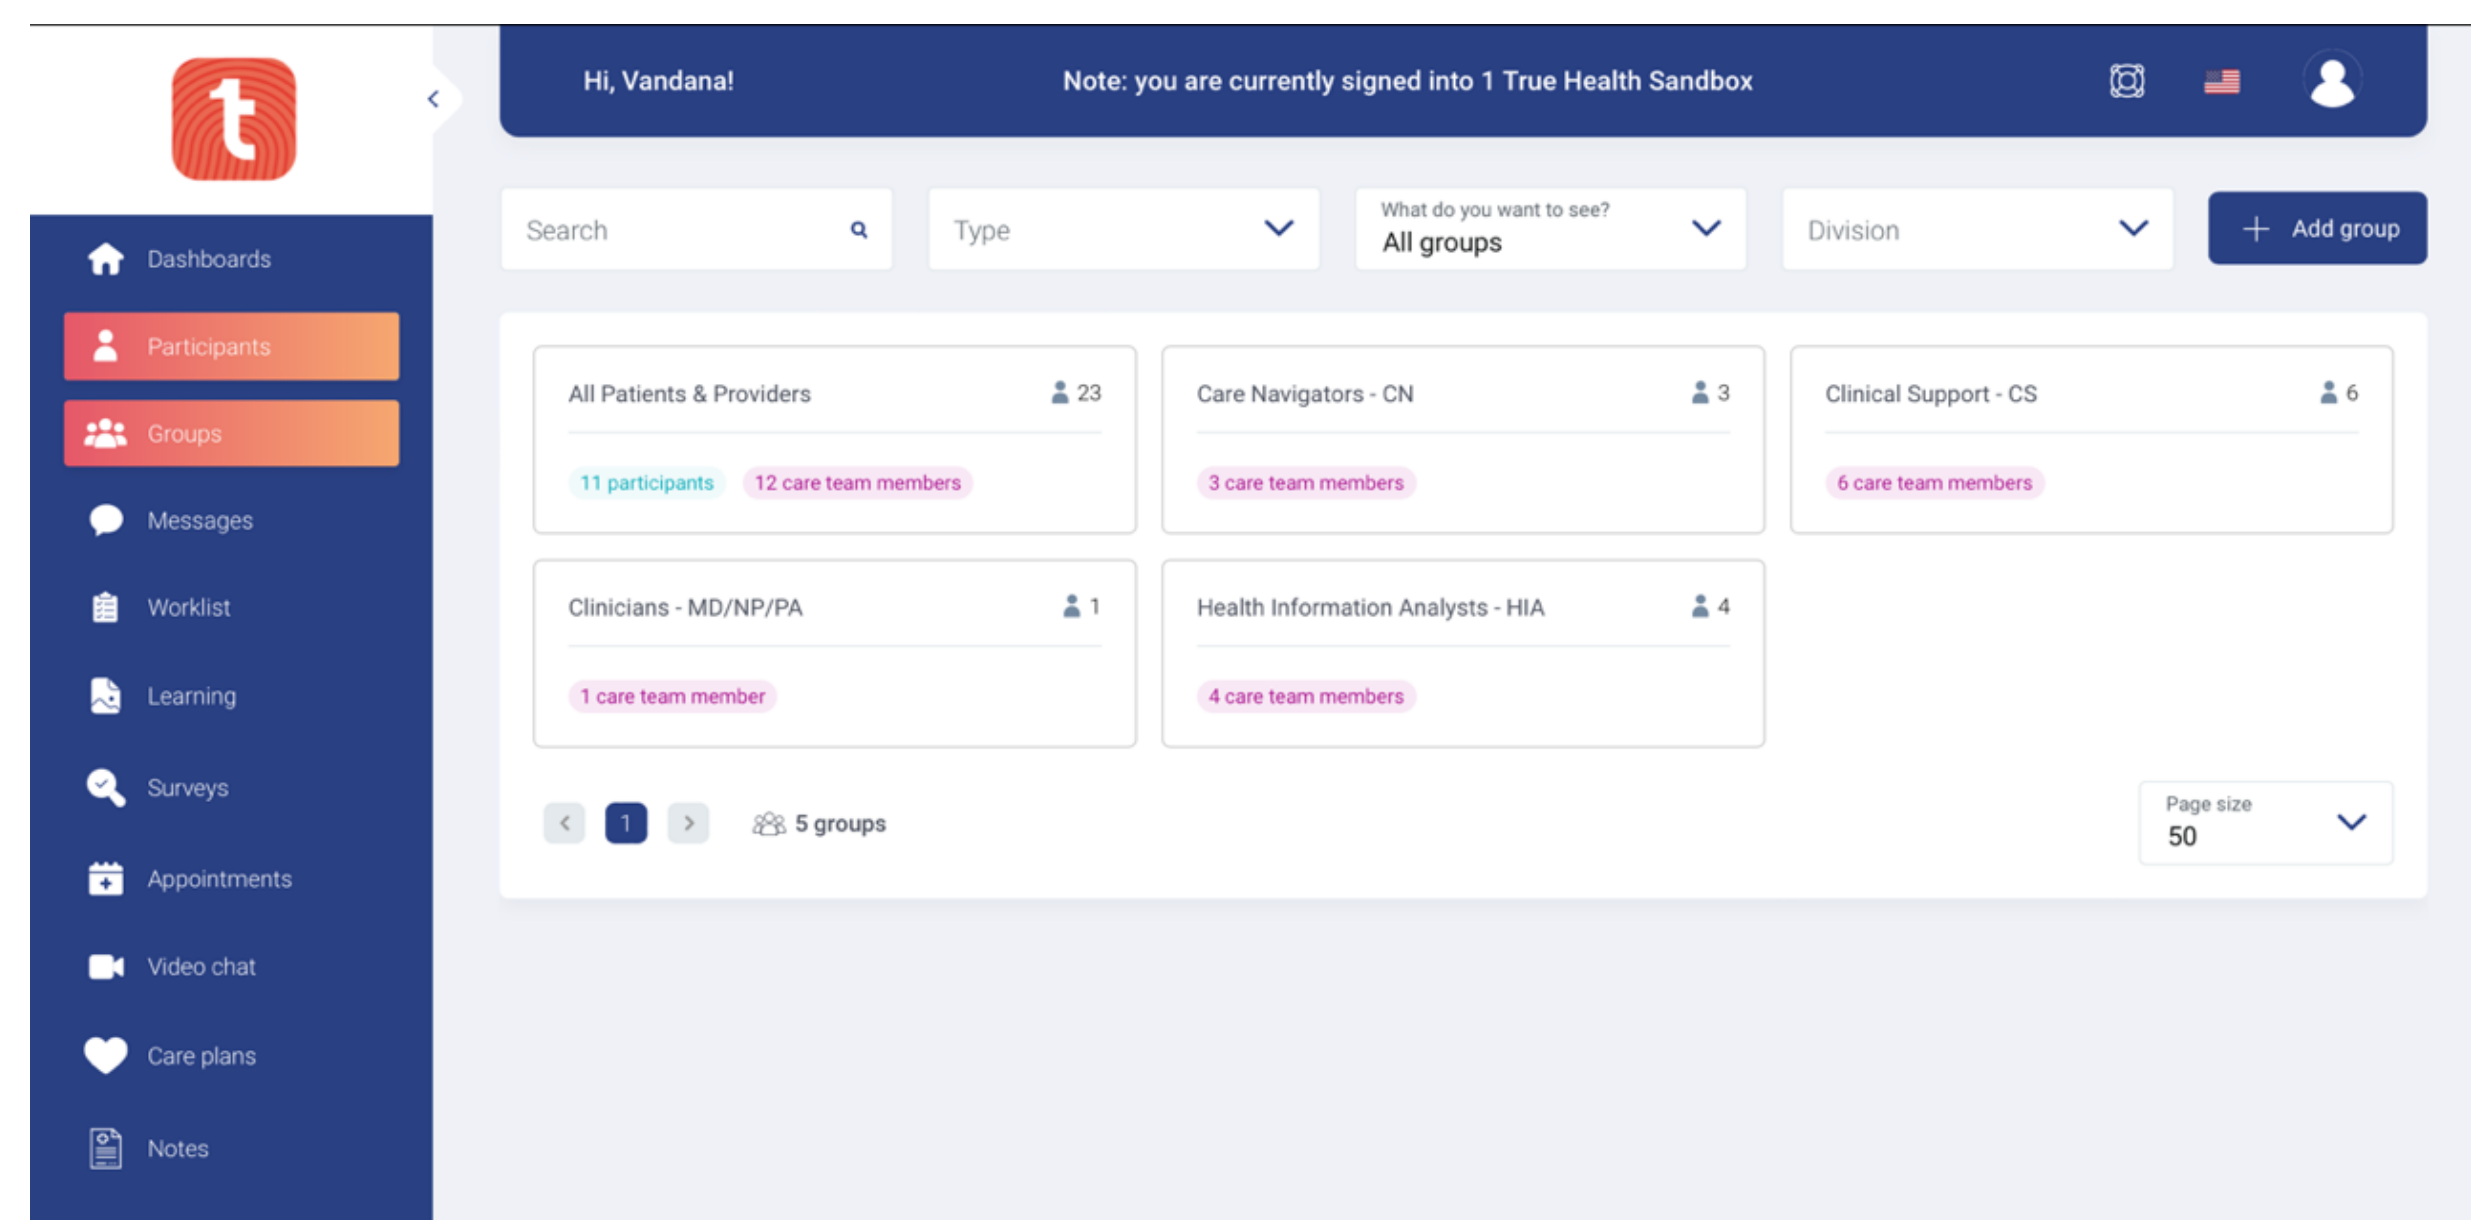 t
Hi, Vandana!
Note: you are currently signed into 1 True Health Sandbox
Dashboards
Participants
Groups
Messages
Worklist
Learning
Surveys
Appointments
Video chat
Care plans
Notes
Search
Type
What do you want to see?
All groups
Division
+ Add group
All Patients & Providers 23
11 participants 12 care team members
Care Navigators - CN 3
3 care team members
Clinical Support - CS 6
6 care team members
Clinicians - MD/NP/PA 1
1 care team member
Health Information Analysts - HIA 4
4 care team members
< 1 > 5 groups
Page size
50